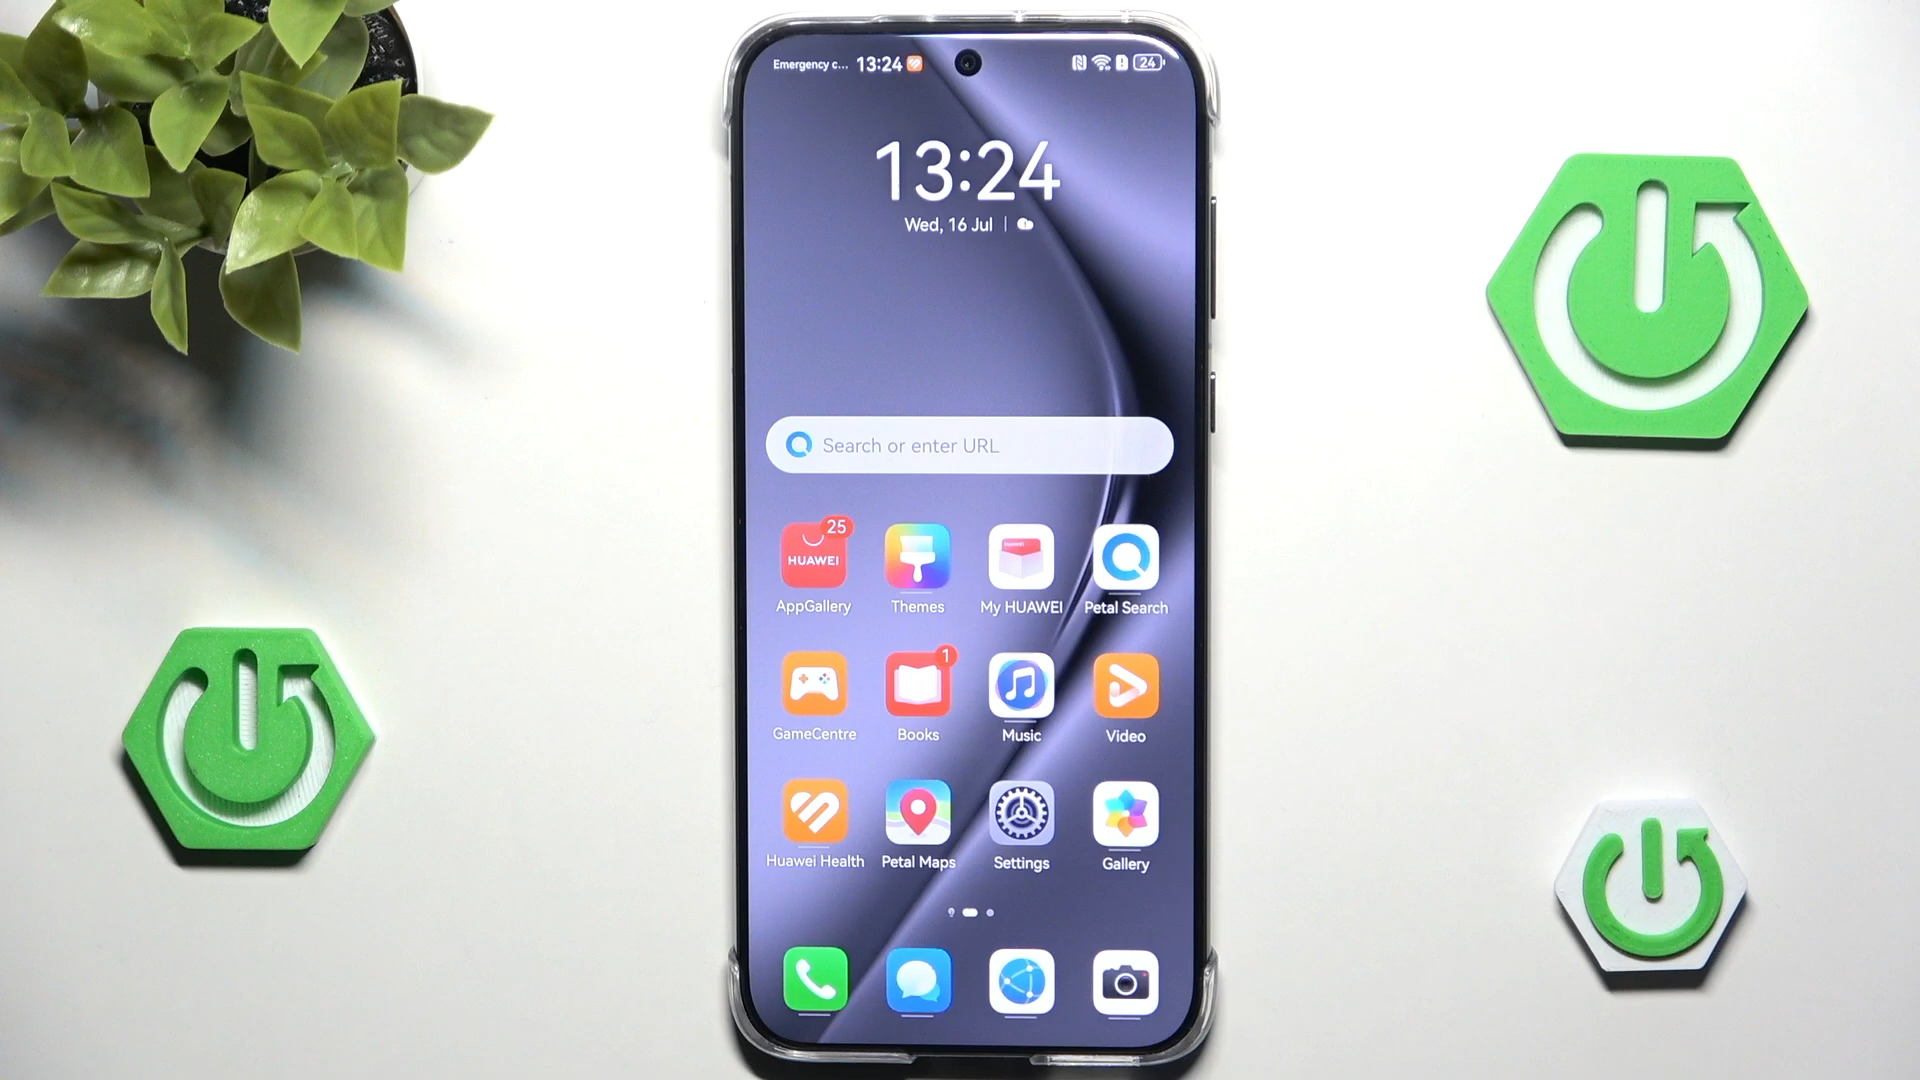 Emergency c... 13:24 24
13:24
Wed, 16 Jul
Search or enter URL
25 1
HUAWEI HUAWEI
AppGallery Themes My HUAWEI Petal Search
GameCentre Books Music Video
Huawei Health Petal Maps Settings Gallery